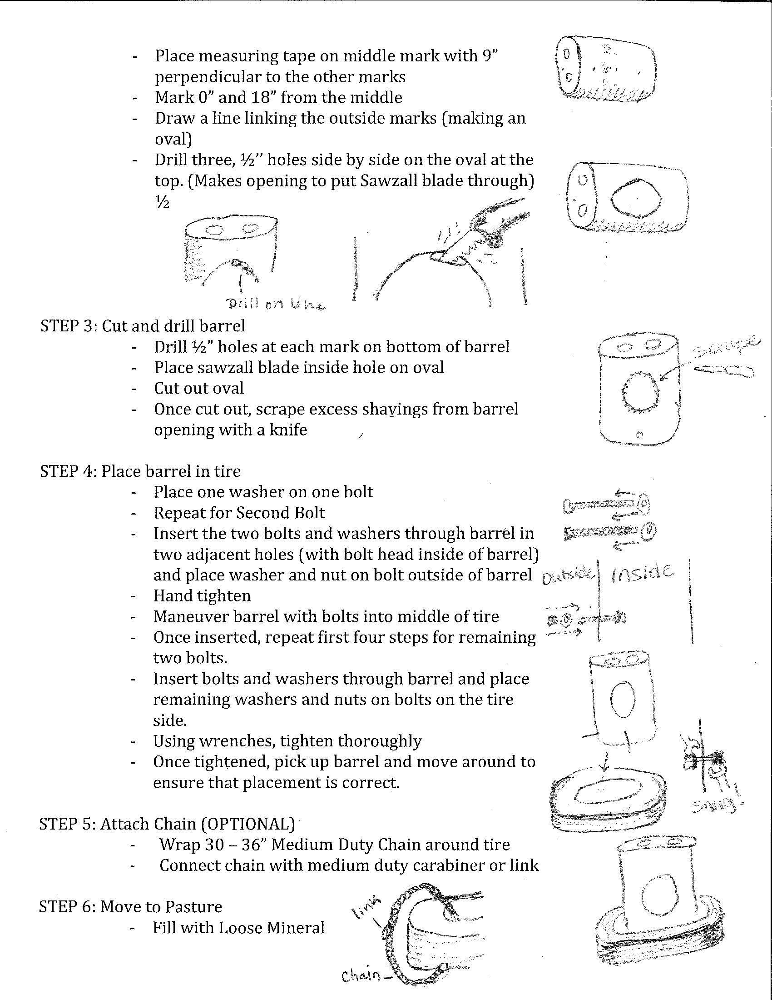 - Place measuring tape on middle mark with 9”
perpendicular to the other marks
- Mark 0” and 18” from the middle
- Draw a line linking the outside marks (making an
oval)
- Drill three, ½” holes side by side on the oval at the
top. (Makes opening to put Sawzall blade through)
½
Drill on line
STEP 3: Cut and drill barrel
- Drill ½” holes at each mark on bottom of barrel
- Place sawzall blade inside hole on oval
- Cut out oval
- Once cut out, scrape excess shavings from barrel
opening with a knife
scrape
STEP 4: Place barrel in tire
- Place one washer on one bolt
- Repeat for Second Bolt
- Insert the two bolts and washers through barrel in
two adjacent holes (with bolt head inside of barrel)
and place washer and nut on bolt outside of barrel
outside inside
- Hand tighten
- Maneuver barrel with bolts into middle of tire
- Once inserted, repeat first four steps for remaining
two bolts.
- Insert bolts and washers through barrel and place
remaining washers and nuts on bolts on the tire
side.
- Using wrenches, tighten thoroughly
- Once tightened, pick up barrel and move around to
ensure that placement is correct.
snug!
STEP 5: Attach Chain (OPTIONAL)
- Wrap 30 – 36” Medium Duty Chain around tire
- Connect chain with medium duty carabiner or link
STEP 6: Move to Pasture
- Fill with Loose Mineral
link
chain